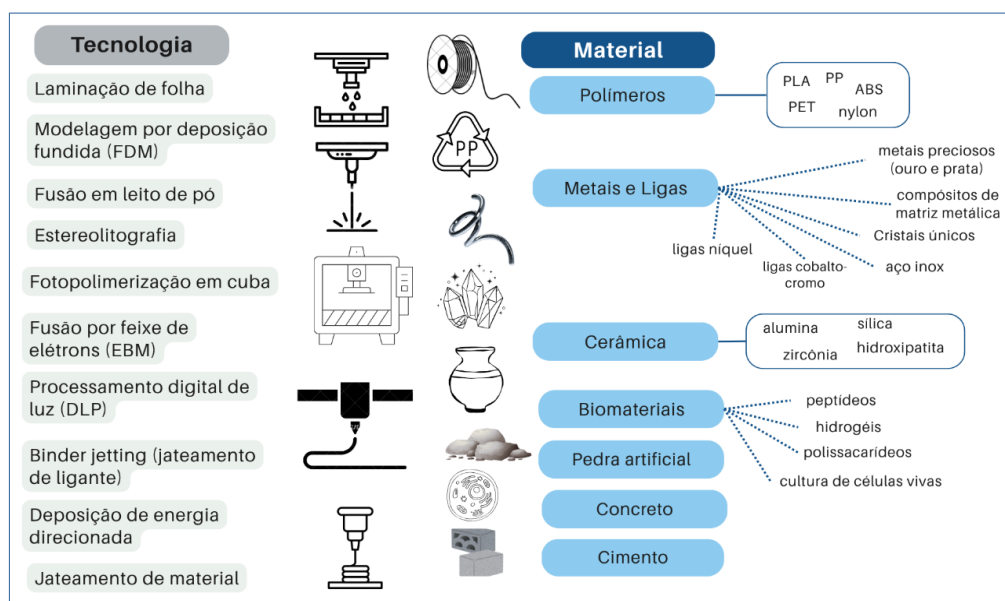 Tecnologia
Laminação de folha
Modelagem por deposição
fundida (FDM)
Fusão em leito de pó
Estereolitografia
Fotopolimerização em cuba
Fusão por feixe de
elétrons (EBM)
Processamento digital de
luz (DLP)
Binder jetting (jateamento
de ligante)
Deposição de energia
direcionada
Jateamento de material
PP
Material
Polímeros
PLA
PP
ABS
PET
nylon
Metais e Ligas
metais preciosos
(ouro e prata)
compósitos de
matriz metálica
Cristais únicos
aço inox
ligas cobalto-
cromo
ligas níquel
Cerâmica
alumina
sílica
zircônia
hidroxipatita
Biomateriais
peptídeos
hidrogéis
polissacarídeos
cultura de células vivas
Pedra artificial
Concreto
Cimento